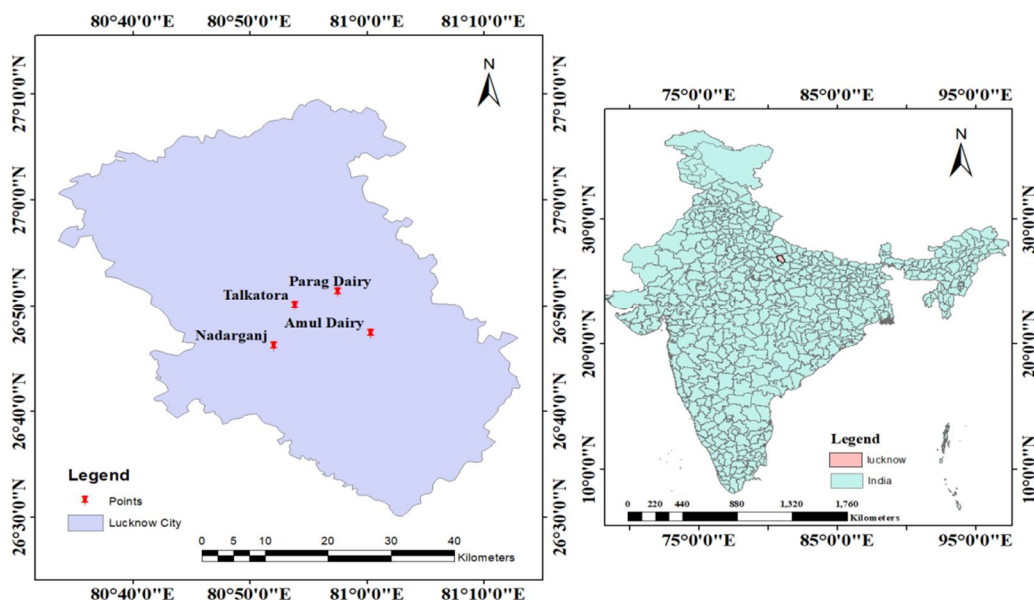 80°40'0"E 80°50'0"E 81°0'0"E 81°10'0"E
N
27°10'0"N
27°10'0"N
27°0'0"N
27°0'0"N
26°50'0"N
26°50'0"N
26°40'0"N
26°40'0"N
26°30'0"N
26°30'0"N
Parag Dairy
Talkatora
Amul Dairy
Nadarganj
Legend
Points
Lucknow City
0 5 10 20 30 40
Kilometers
80°40'0"E 80°50'0"E 81°0'0"E 81°10'0"E
75°0'0"E 85°0'0"E 95°0'0"E
N
30°0'0"N
30°0'0"N
20°0'0"N
20°0'0"N
10°0'0"N
10°0'0"N
Legend
lucknow
India
0 220 440 880 1,320 1,760
Kilometers
75°0'0"E 85°0'0"E 95°0'0"E